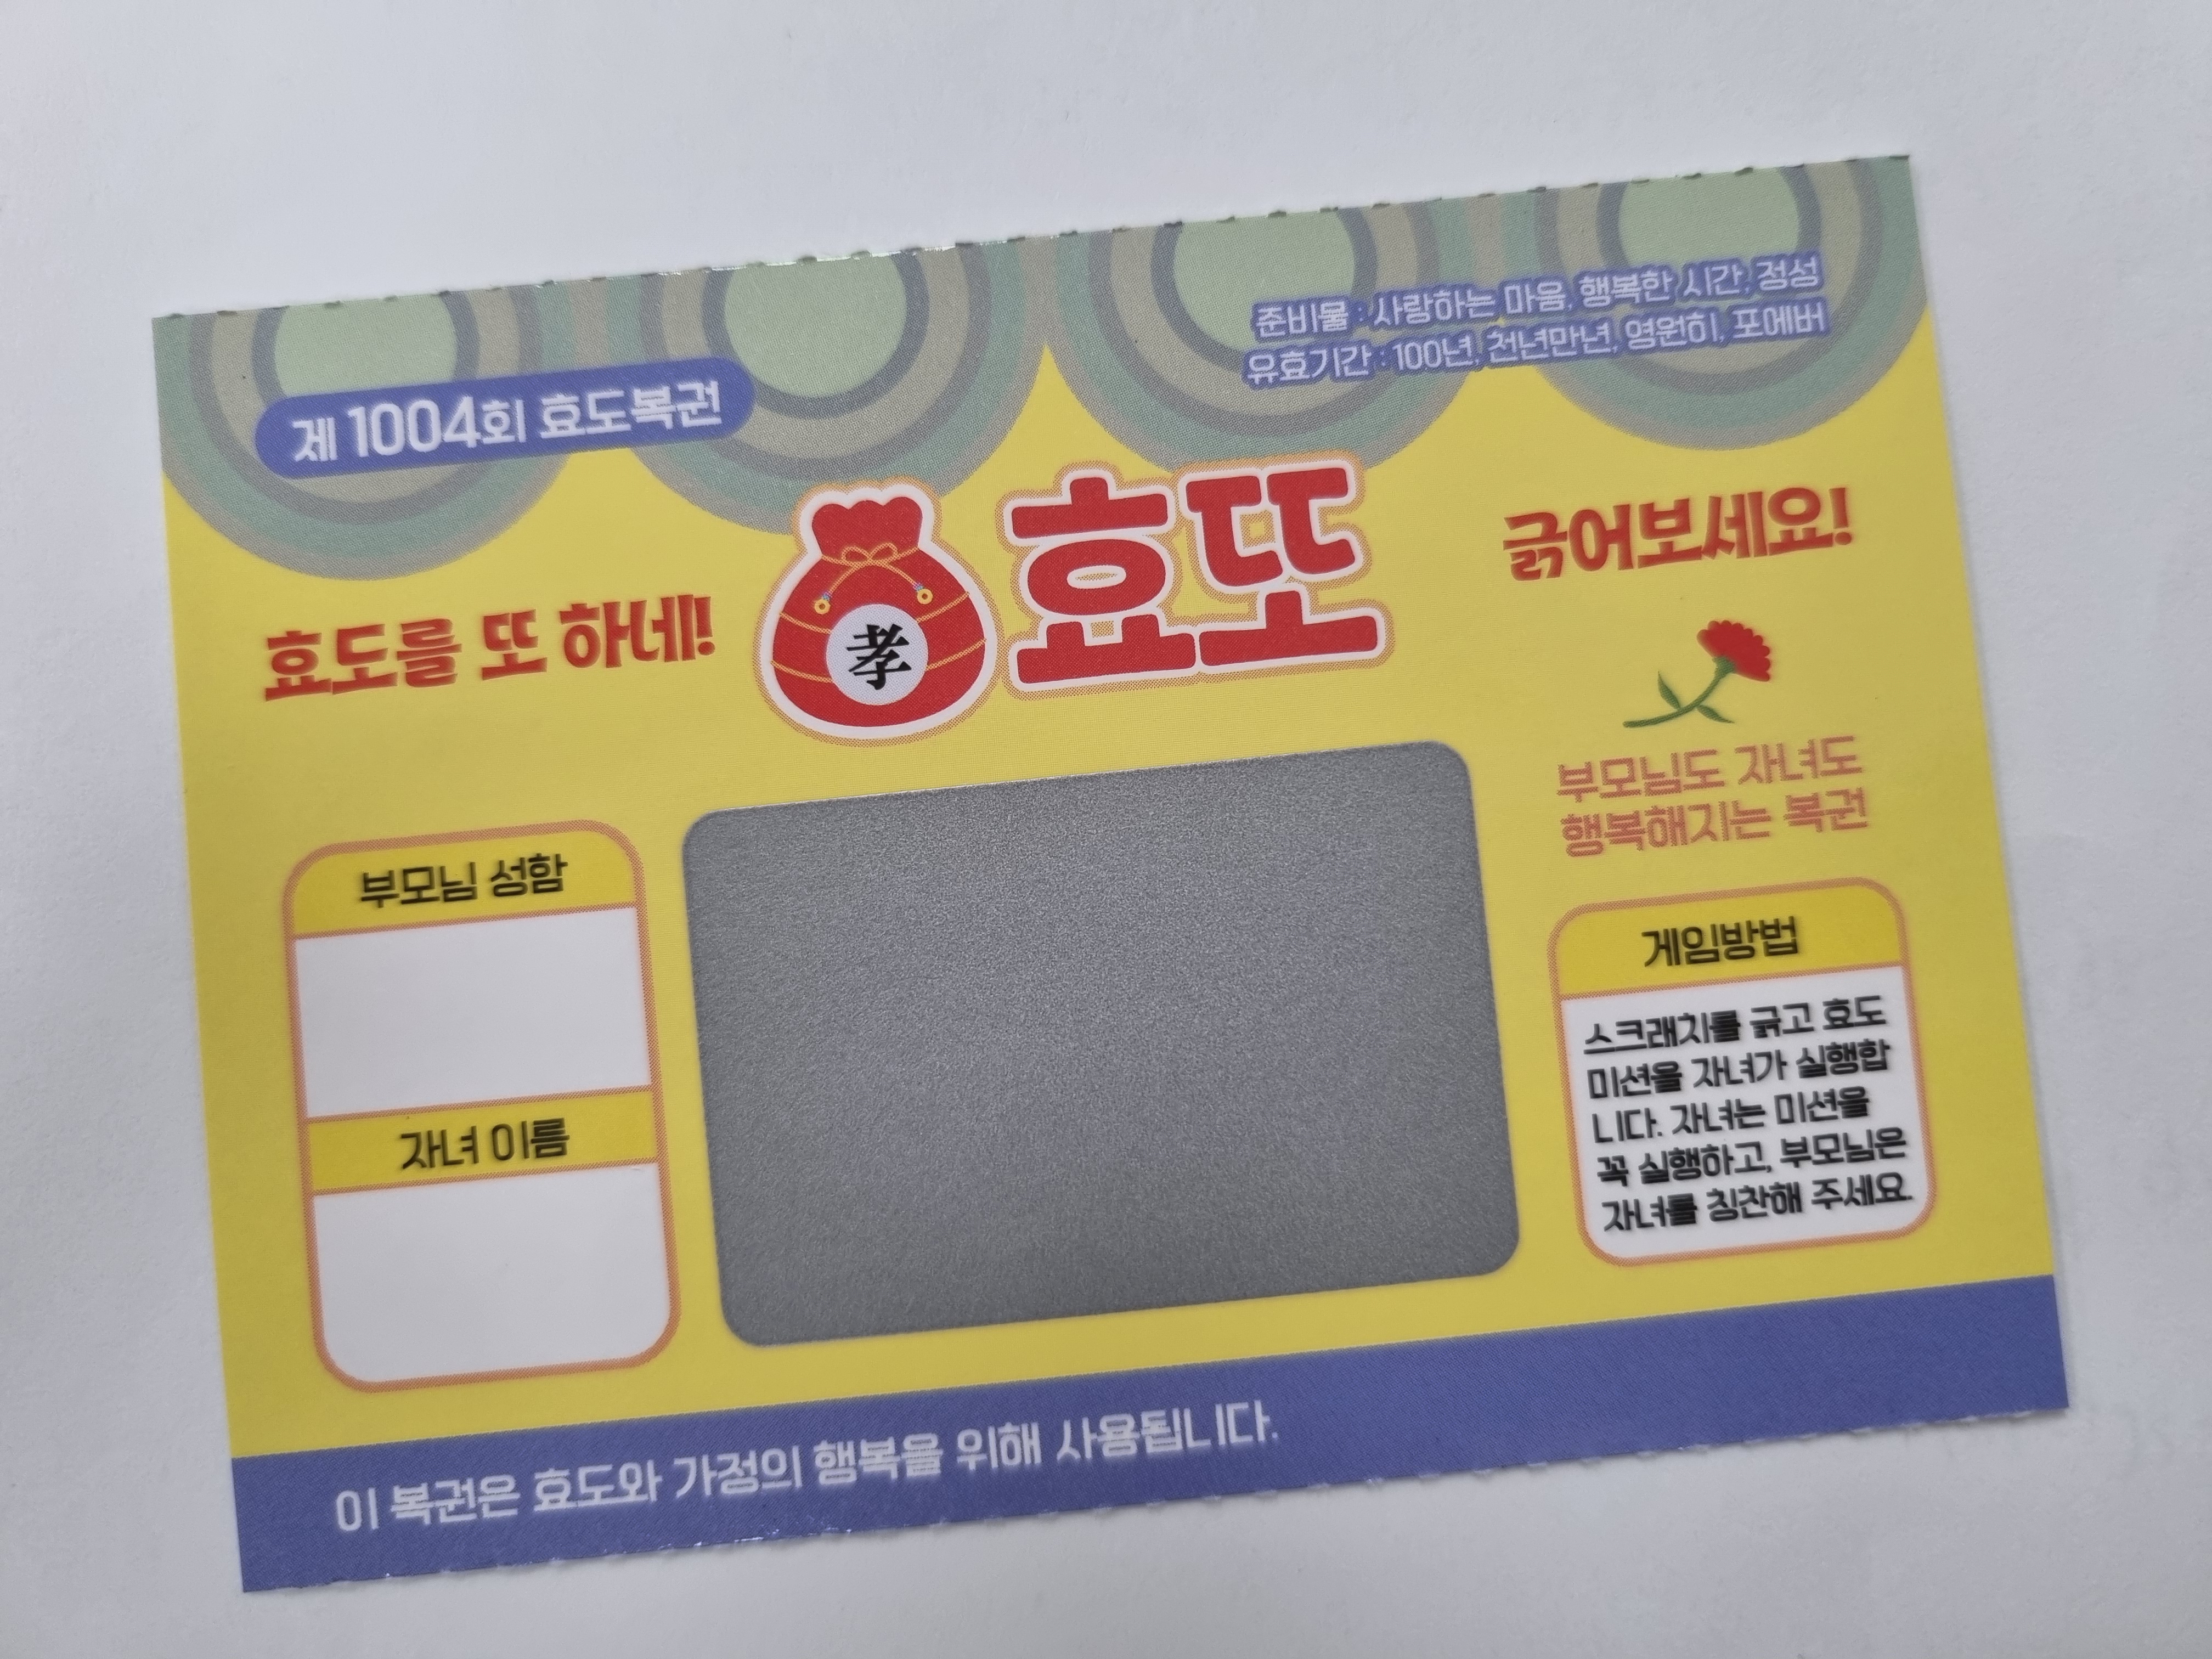 제 1004회 효도복권
준비물 : 사랑하는 마음, 행복한 시간, 정성
유효기간 : 100년, 천년만년, 영원히, 포에버
효도를 또 하네!!
孝
효또
긁어보세용!
부모님도 자녀도
행복해기는 복권
부모님 성함
자녀 이름
게임방법
스크래치를 긁고 효도
미션을 자녀가 실행합
니다. 자녀는 미션을
꼭 실행하고, 부모님은
자녀를 칭찬해 주세요
이 복권은 효도와 가정의 행복을 위해 사용됩니다.